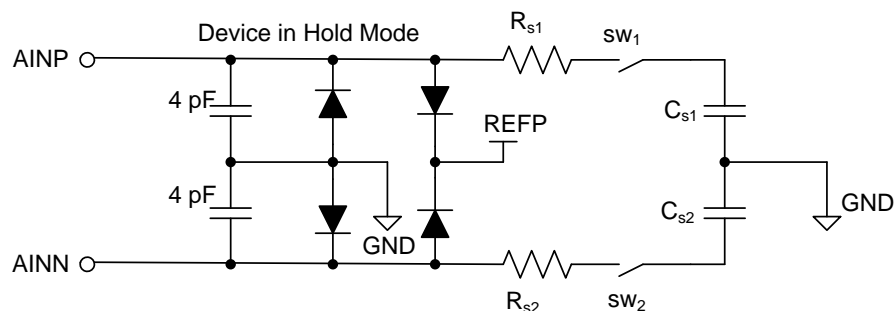 Device in Hold Mode
Rs1
sw1
AINP
4 pF
REFP
Cs1
4 pF
GND
Cs2
GND
AINN
Rs2
sw2